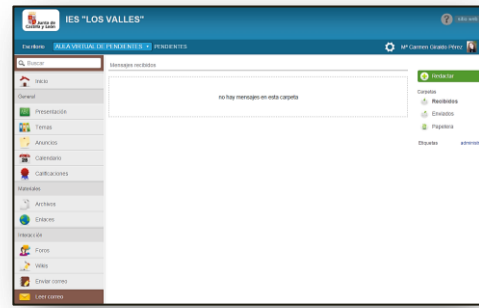 Junta de
Castilla y León
IES "LOS VALLES"
sitio web
Escritorio
AULA VIRTUAL DE PENDIENTES
PENDIENTES
Mª Carmen Giraldo Pérez
Buscar
Inicio
General
Presentación
Temas
Anuncios
Calendario
Calificaciones
Materiales
Archivos
Enlaces
Interacción
Foros
Wikis
Enviar correo
Leer correo
Mensajes recibidos
no hay mensajes en esta carpeta
Redactar
Carpetas
Recibidos
Enviados
Papelera
Etiquetas
administ